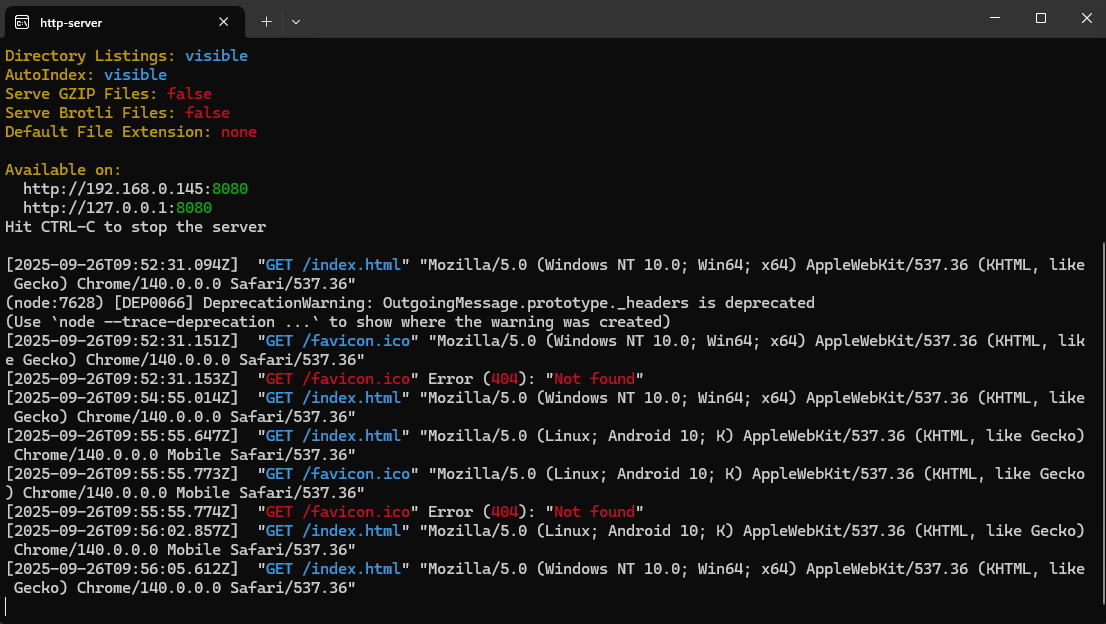 http-server
Directory Listings: visible
AutoIndex: visible
Serve GZIP Files: false
Serve Brotli Files: false
Default File Extension: none
Available on:
  http://192.168.0.145:8080
  http://127.0.0.1:8080
Hit CTRL-C to stop the server
[2025-09-26T09:52:31.094Z]  "GET /index.html" "Mozilla/5.0 (Windows NT 10.0; Win64; x64) AppleWebKit/537.36 (KHTML, like
 Gecko) Chrome/140.0.0.0 Safari/537.36"
(node:7628) [DEP0066] DeprecationWarning: OutgoingMessage.prototype._headers is deprecated
(Use `node --trace-deprecation ...` to show where the warning was created)
[2025-09-26T09:52:31.151Z]  "GET /favicon.ico" "Mozilla/5.0 (Windows NT 10.0; Win64; x64) AppleWebKit/537.36 (KHTML, lik
e Gecko) Chrome/140.0.0.0 Safari/537.36"
[2025-09-26T09:52:31.153Z]  "GET /favicon.ico" Error (404): "Not found"
[2025-09-26T09:54:55.014Z]  "GET /index.html" "Mozilla/5.0 (Windows NT 10.0; Win64; x64) AppleWebKit/537.36 (KHTML, like
 Gecko) Chrome/140.0.0.0 Safari/537.36"
[2025-09-26T09:55:55.647Z]  "GET /index.html" "Mozilla/5.0 (Linux; Android 10; K) AppleWebKit/537.36 (KHTML, like Gecko)
 Chrome/140.0.0.0 Mobile Safari/537.36"
[2025-09-26T09:55:55.773Z]  "GET /favicon.ico" "Mozilla/5.0 (Linux; Android 10; K) AppleWebKit/537.36 (KHTML, like Gecko
) Chrome/140.0.0.0 Mobile Safari/537.36"
[2025-09-26T09:55:55.774Z]  "GET /favicon.ico" Error (404): "Not found"
[2025-09-26T09:56:02.857Z]  "GET /index.html" "Mozilla/5.0 (Linux; Android 10; K) AppleWebKit/537.36 (KHTML, like Gecko)
 Chrome/140.0.0.0 Mobile Safari/537.36"
[2025-09-26T09:56:05.612Z]  "GET /index.html" "Mozilla/5.0 (Windows NT 10.0; Win64; x64) AppleWebKit/537.36 (KHTML, like
 Gecko) Chrome/140.0.0.0 Safari/537.36"